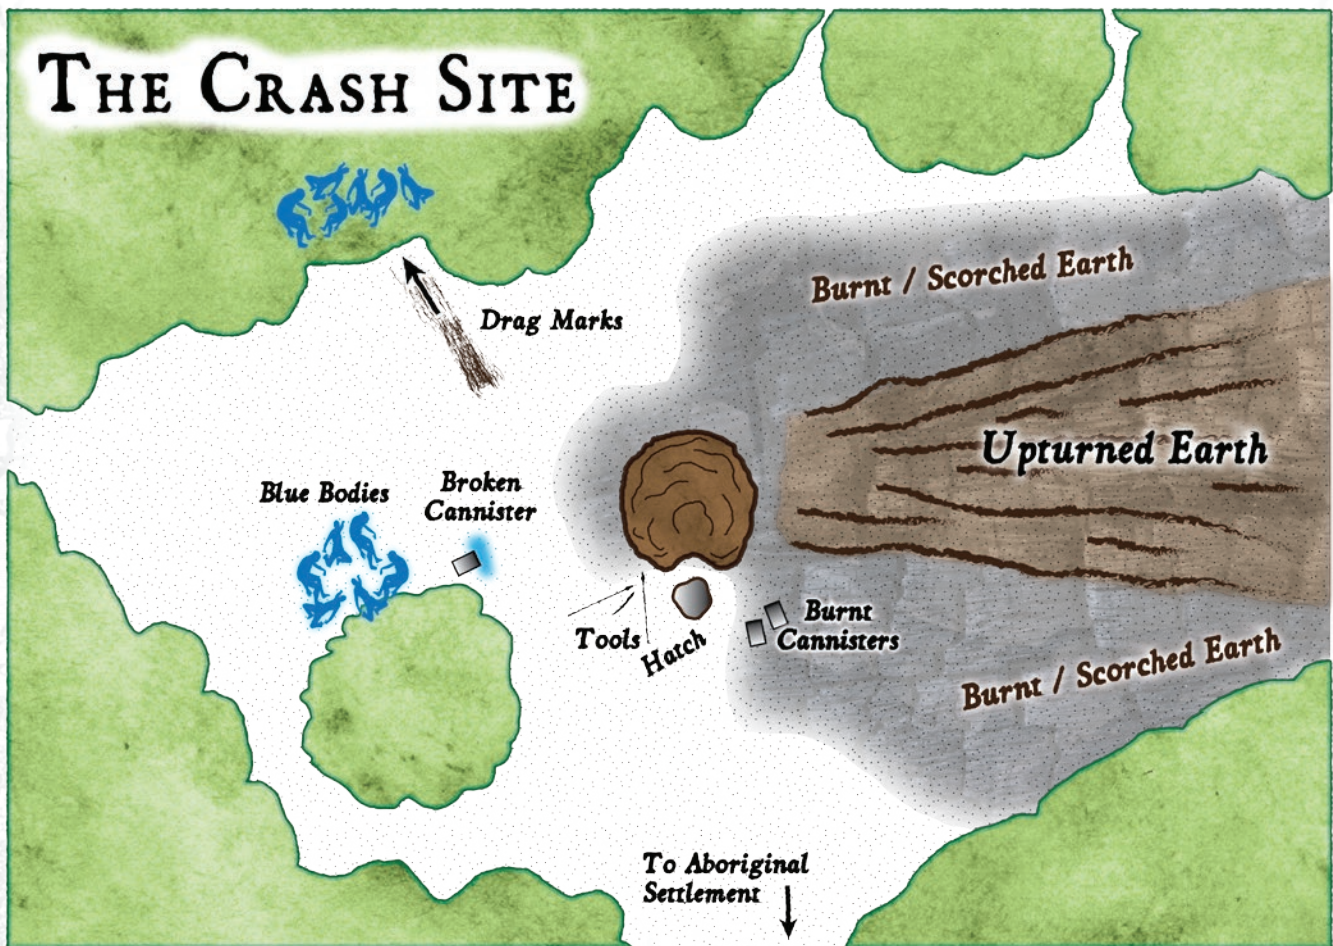 The Crash Site
Burnt / Scorched Earth
Drag Marks
Upturned Earth
Blue Bodies
Broken
Cannister
Tools
Hatch
Burnt
Cannisters
Burnt / Scorched Earth
To Aboriginal
Settlement